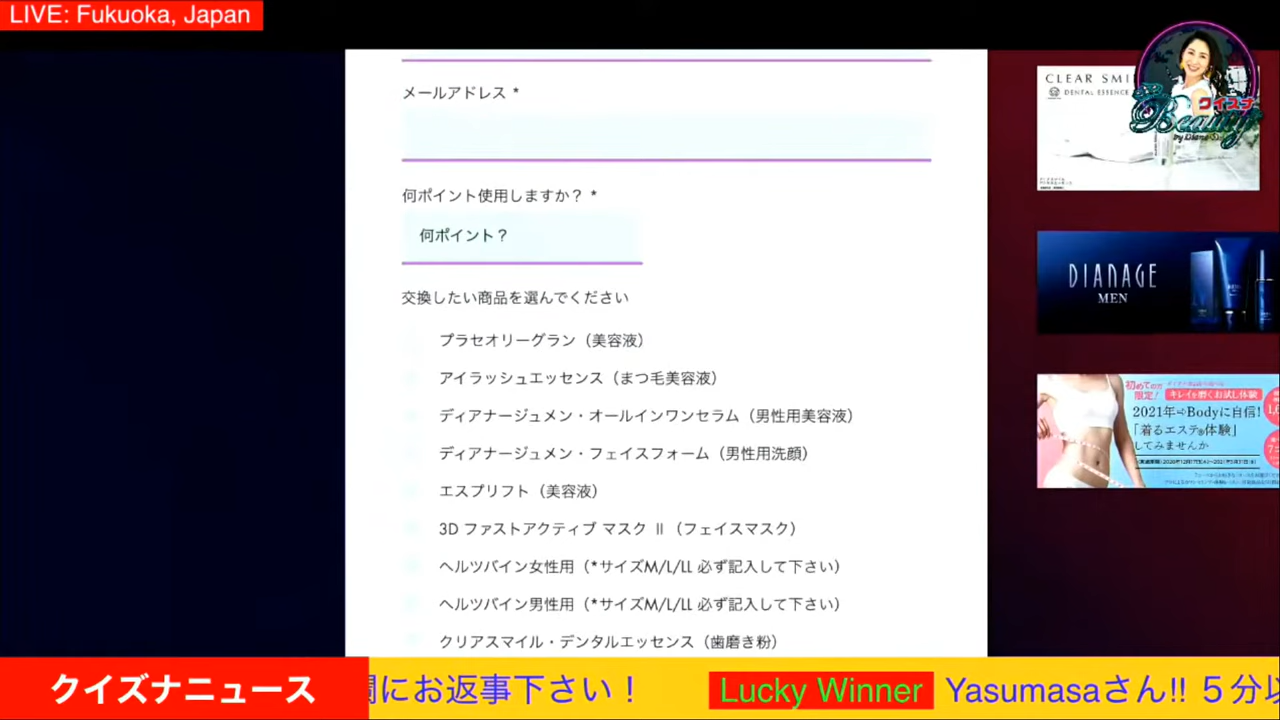 LIVE: Fukuoka, Japan
メールアドレス *
何ポイント使用しますか？ *
何ポイント？
交換したい商品を選んでください
プラセオリーグラン（美容液）
アイラッシュエッセンス（まつ毛美容液）
ディアナージュメン・オールインワンセラム（男性用美容液）
ディアナージュメン・フェイスフォーム（男性用洗顔）
エスプリフト（美容液）
3D ファストアクティブ マスク Ⅱ（フェイスマスク）
ヘルツバイン女性用（*サイズM/L/LL 必ず記入して下さい）
ヘルツバイン男性用（*サイズM/L/LL 必ず記入して下さい）
クリアスマイル・デンタルエッセンス（歯磨き粉）
CLEAR SMI
DENTAL ESSENCE
クイズナ
Beauty
DIANAGE
MEN
初めての方
限定！
キレイを磨くお試し体験
2021年⇨Bodyに自信!
「着るエステ®体験」
してみませんか
クイズナニュース
にお返事下さい！
Lucky Winner
Yasumasaさん!! ５分以